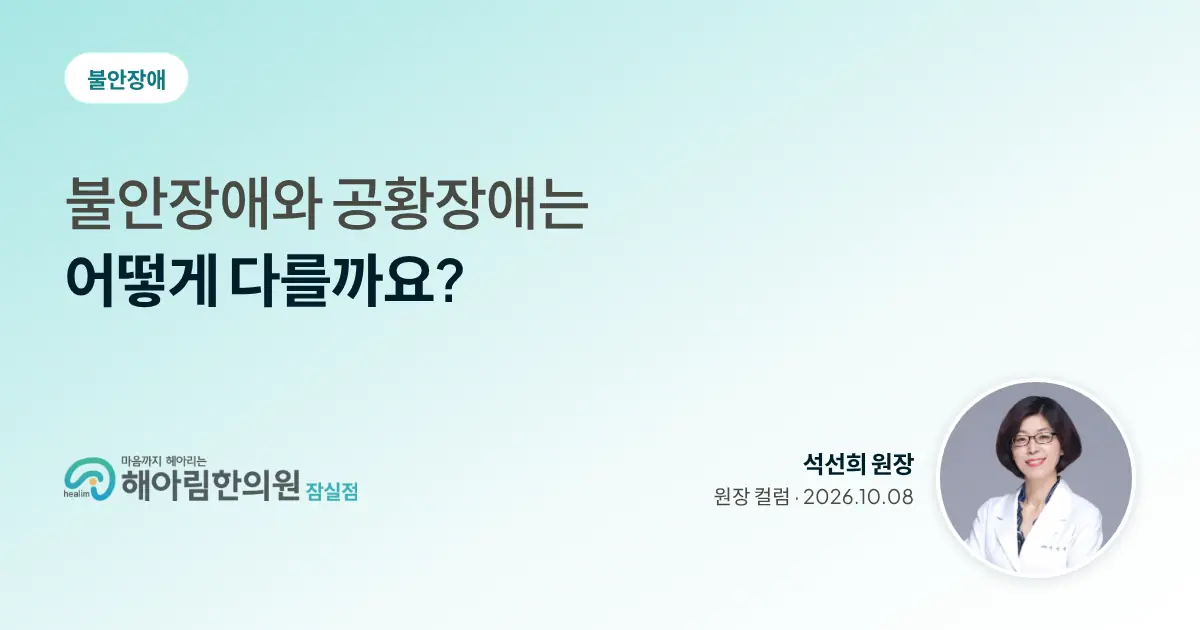 불안장애
불안장애와 공황장애는
어떻게 다를까요?
마음까지 헤아리는
healim 해아림한의원 잠실점
석선희 원장
원장 컬럼 · 2026.10.08